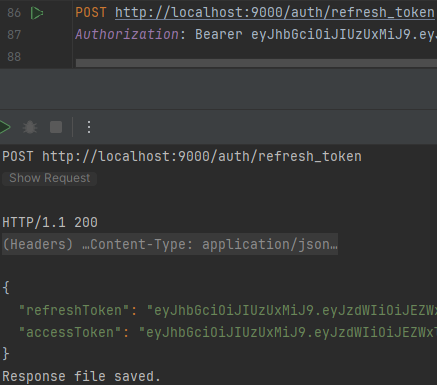 86 POST http://localhost:9000/auth/refresh_token
87 Authorization: Bearer eyJhbGciOiJIUzUxMiJ9.eyJ
88
POST http://localhost:9000/auth/refresh_token
Show Request
HTTP/1.1 200
(Headers) …Content-Type: application/json…
{
"refreshToken": "eyJhbGciOiJIUzUxMiJ9.eyJzdWIiOiJEZWx
"accessToken": "eyJhbGciOiJIUzUxMiJ9.eyJzdWIiOiJEZWx
}
Response file saved.